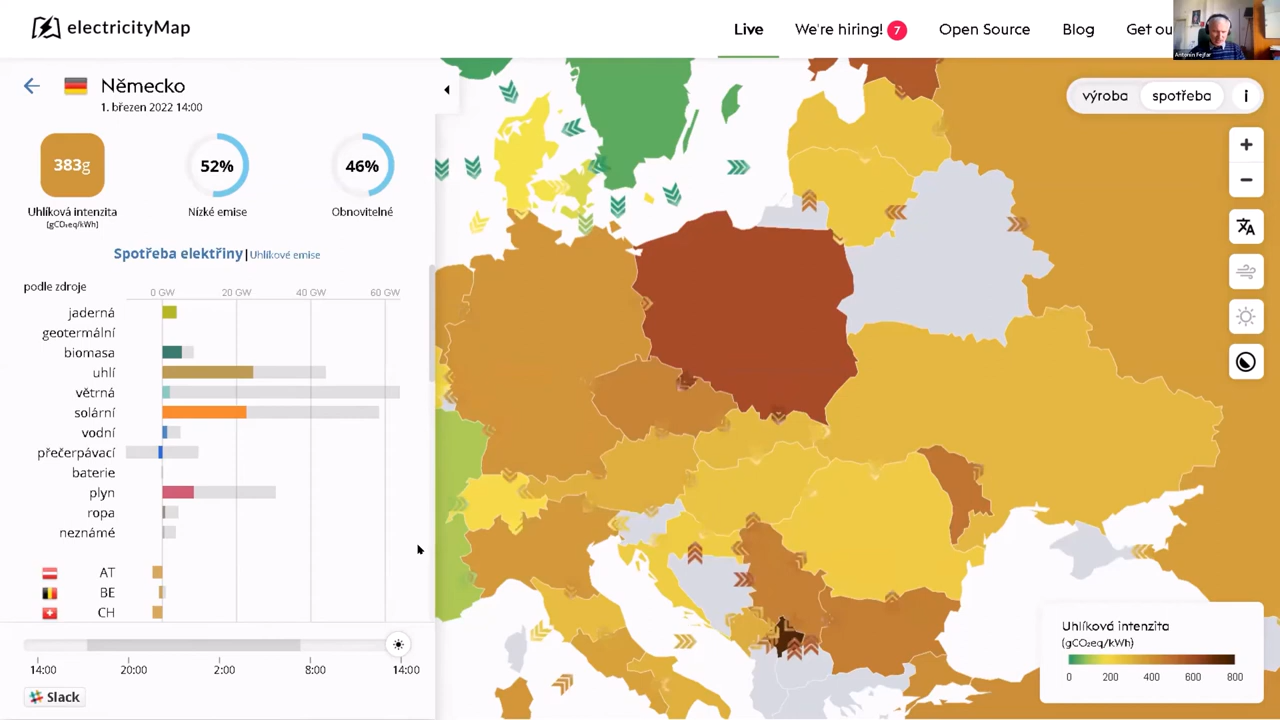 electricityMap
Live
We're hiring! 7
Open Source
Blog
Get ou
Antonín Fejfar
Německo
1. březen 2022 14:00
383g
52%
46%
Uhlíková intenzita
Nízké emise
Obnovitelné
(gCO₂eq/kWh)
Spotřeba elektřiny|Uhlíkové emise
podle zdroje
0 GW 20 GW 40 GW 60 GW
jaderná
geotermální
biomasa
uhlí
větrná
solární
vodní
přečerpávací
baterie
plyn
ropa
neznámé
AT
BE
CH
14:00 20:00 2:00 8:00 14:00
Slack
výroba spotřeba i
+
−
文A
Uhlíková intenzita
(gCO₂eq/kWh)
0 200 400 600 800